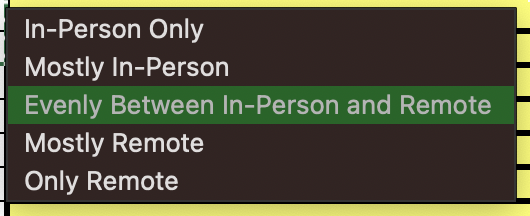 In-Person Only
Mostly In-Person
Evenly Between In-Person and Remote
Mostly Remote
Only Remote